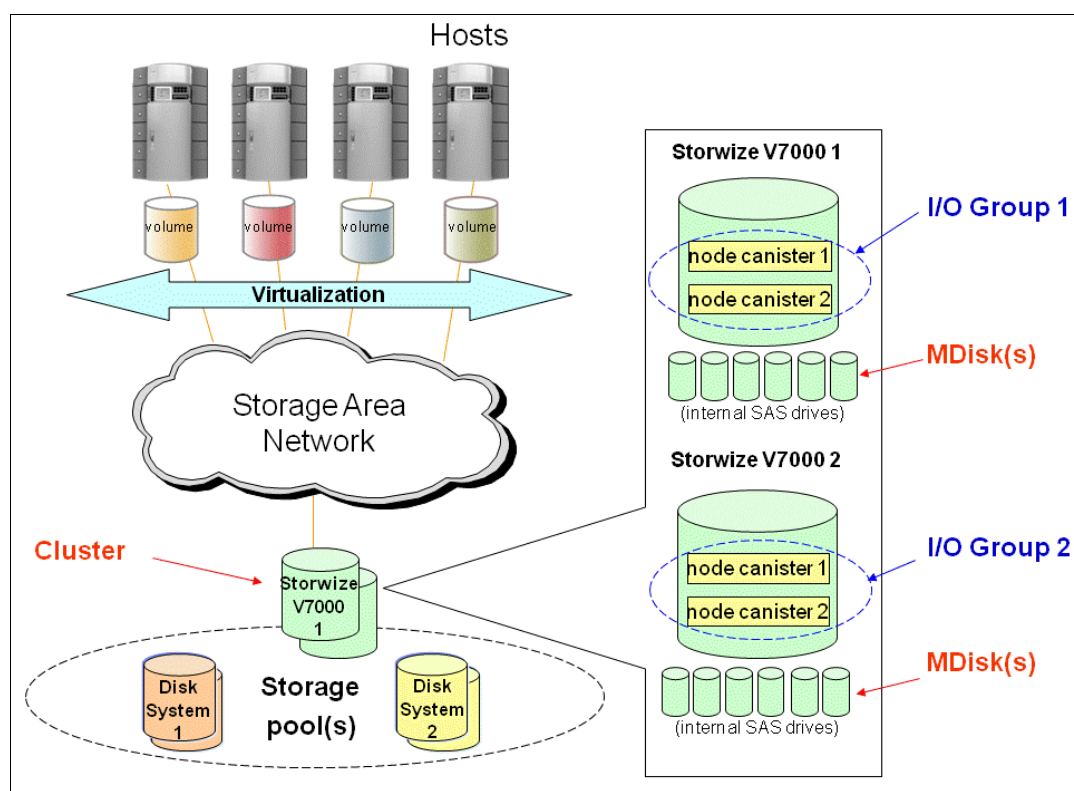 Hosts
volume
volume
volume
volume
Virtualization
Storage Area
Network
Cluster
Storwize
V7000
1
Disk
System
1
Storage
pool(s)
Disk
System
2
Storwize V7000 1
I/O Group 1
node canister 1
node canister 2
MDisk(s)
(internal SAS drives)
Storwize V7000 2
I/O Group 2
node canister 1
node canister 2
MDisk(s)
(internal SAS drives)